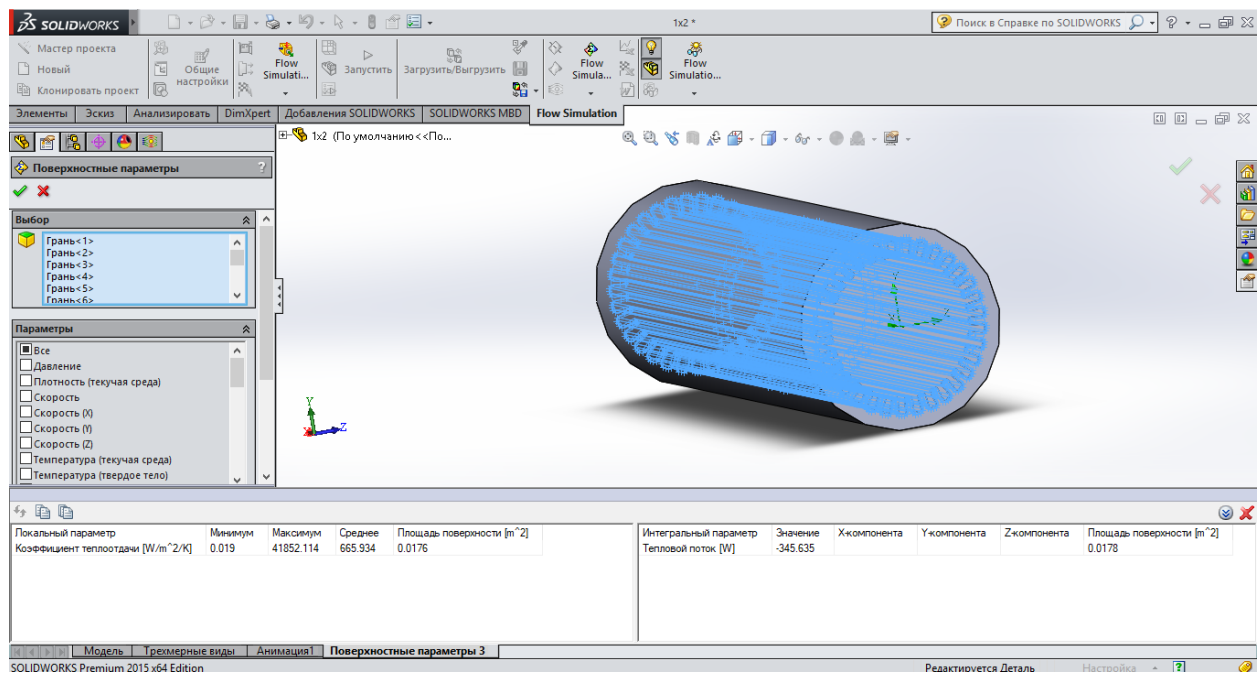 SOLIDWORKS
1x2 *
Поиск в Справке по SOLIDWORKS
?
Мастер проекта
Новый
Клонировать проект
Общие настройки
Flow Simulati...
Запустить
Загрузить/Выгрузить
Flow Simula...
Flow Simulatio...
Элементы
Эскиз
Анализировать
DimXpert
Добавления SOLIDWORKS
SOLIDWORKS MBD
Flow Simulation
1x2 (По умолчанию<<По...
Поверхностные параметры
?
Выбор
Грань<1>
Грань<2>
Грань<3>
Грань<4>
Грань<5>
Грань<6>
Параметры
Все
Давление
Плотность (текучая среда)
Скорость
Скорость (X)
Скорость (Y)
Скорость (Z)
Температура (текучая среда)
Температура (твердое тело)
Y
Z
Локальный параметр Минимум Максимум Среднее Площадь поверхности [m^2]
Коэффициент теплоотдачи [W/m^2/K] 0.019 41852.114 665.934 0.0176
Интегральный параметр Значение X-компонента Y-компонента Z-компонента Площадь поверхности [m^2]
Тепловой поток [W] -345.635 0.0178
Модель
Трехмерные виды
Анимация1
Поверхностные параметры 3
SOLIDWORKS Premium 2015 x64 Edition
Редактируется Деталь
Настройка
?